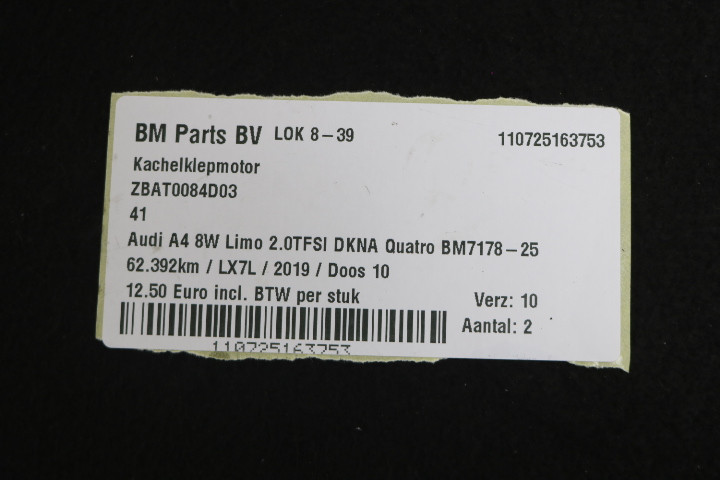 BM Parts BV LOK 8-39 110725163753
Kachelklepmotor
ZBAT0084D03
41
Audi A4 8W Limo 2.0TFSI DKNA Quatro BM7178-25
62.392km / LX7L / 2019 / Doos 10
12.50 Euro incl. BTW per stuk Verz: 10
Aantal: 2
110725163753